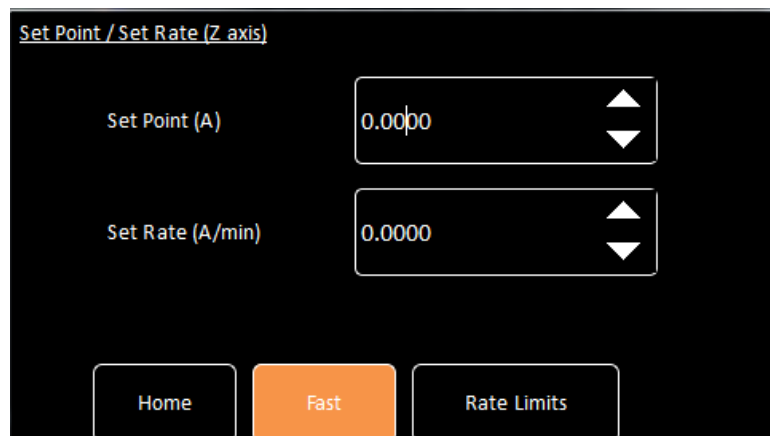 Set Point / Set Rate (Z axis)
Set Point (A) 0.0000
Set Rate (A/min) 0.0000
Home Fast Rate Limits